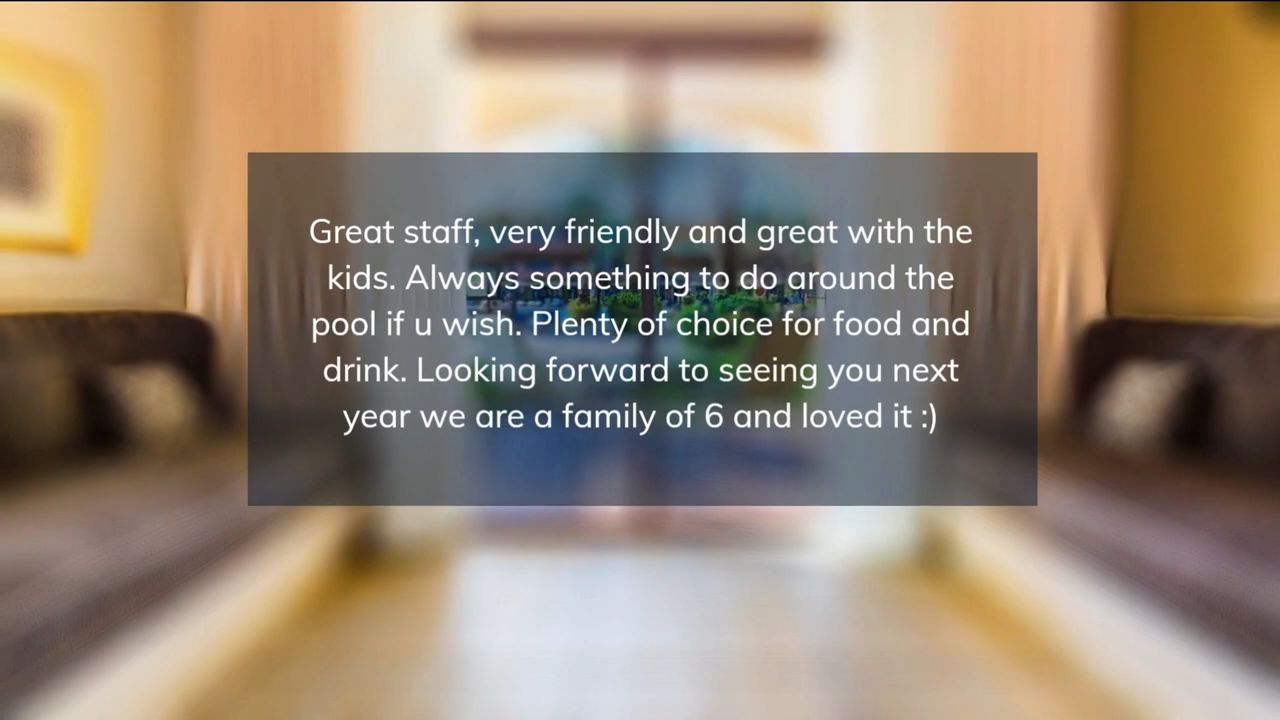 Great staff, very friendly and great with the
kids. Always something to do around the
pool if u wish. Plenty of choice for food and
drink. Looking forward to seeing you next
year we are a family of 6 and loved it :)